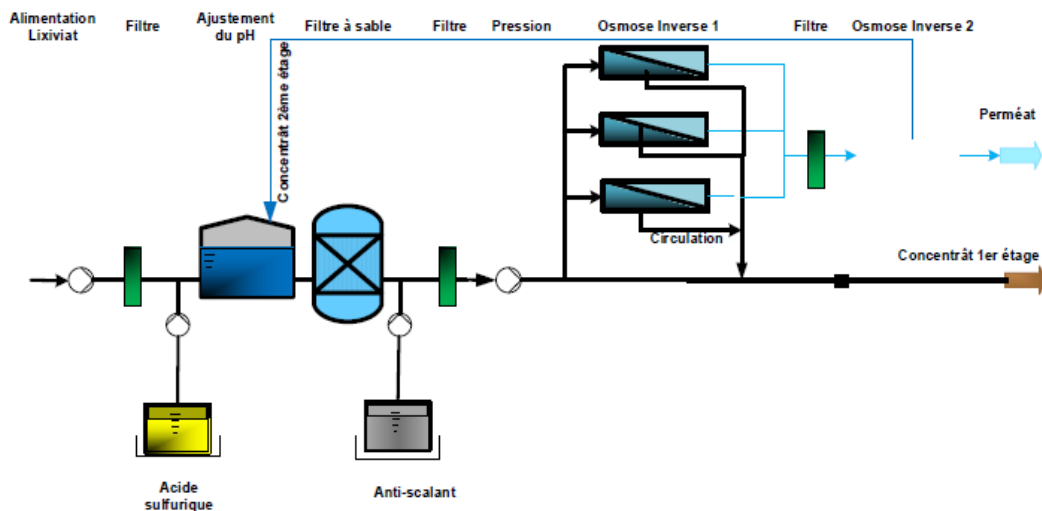 Alimentation
Lixiviat
Filtre
Ajustement
du pH
Filtre à sable
Filtre
Pression
Osmose Inverse 1
Filtre
Osmose Inverse 2
Concentrât 2ème étage
Perméat
Circulation
Concentrât 1er étage
Acide
sulfurique
Anti-scalant